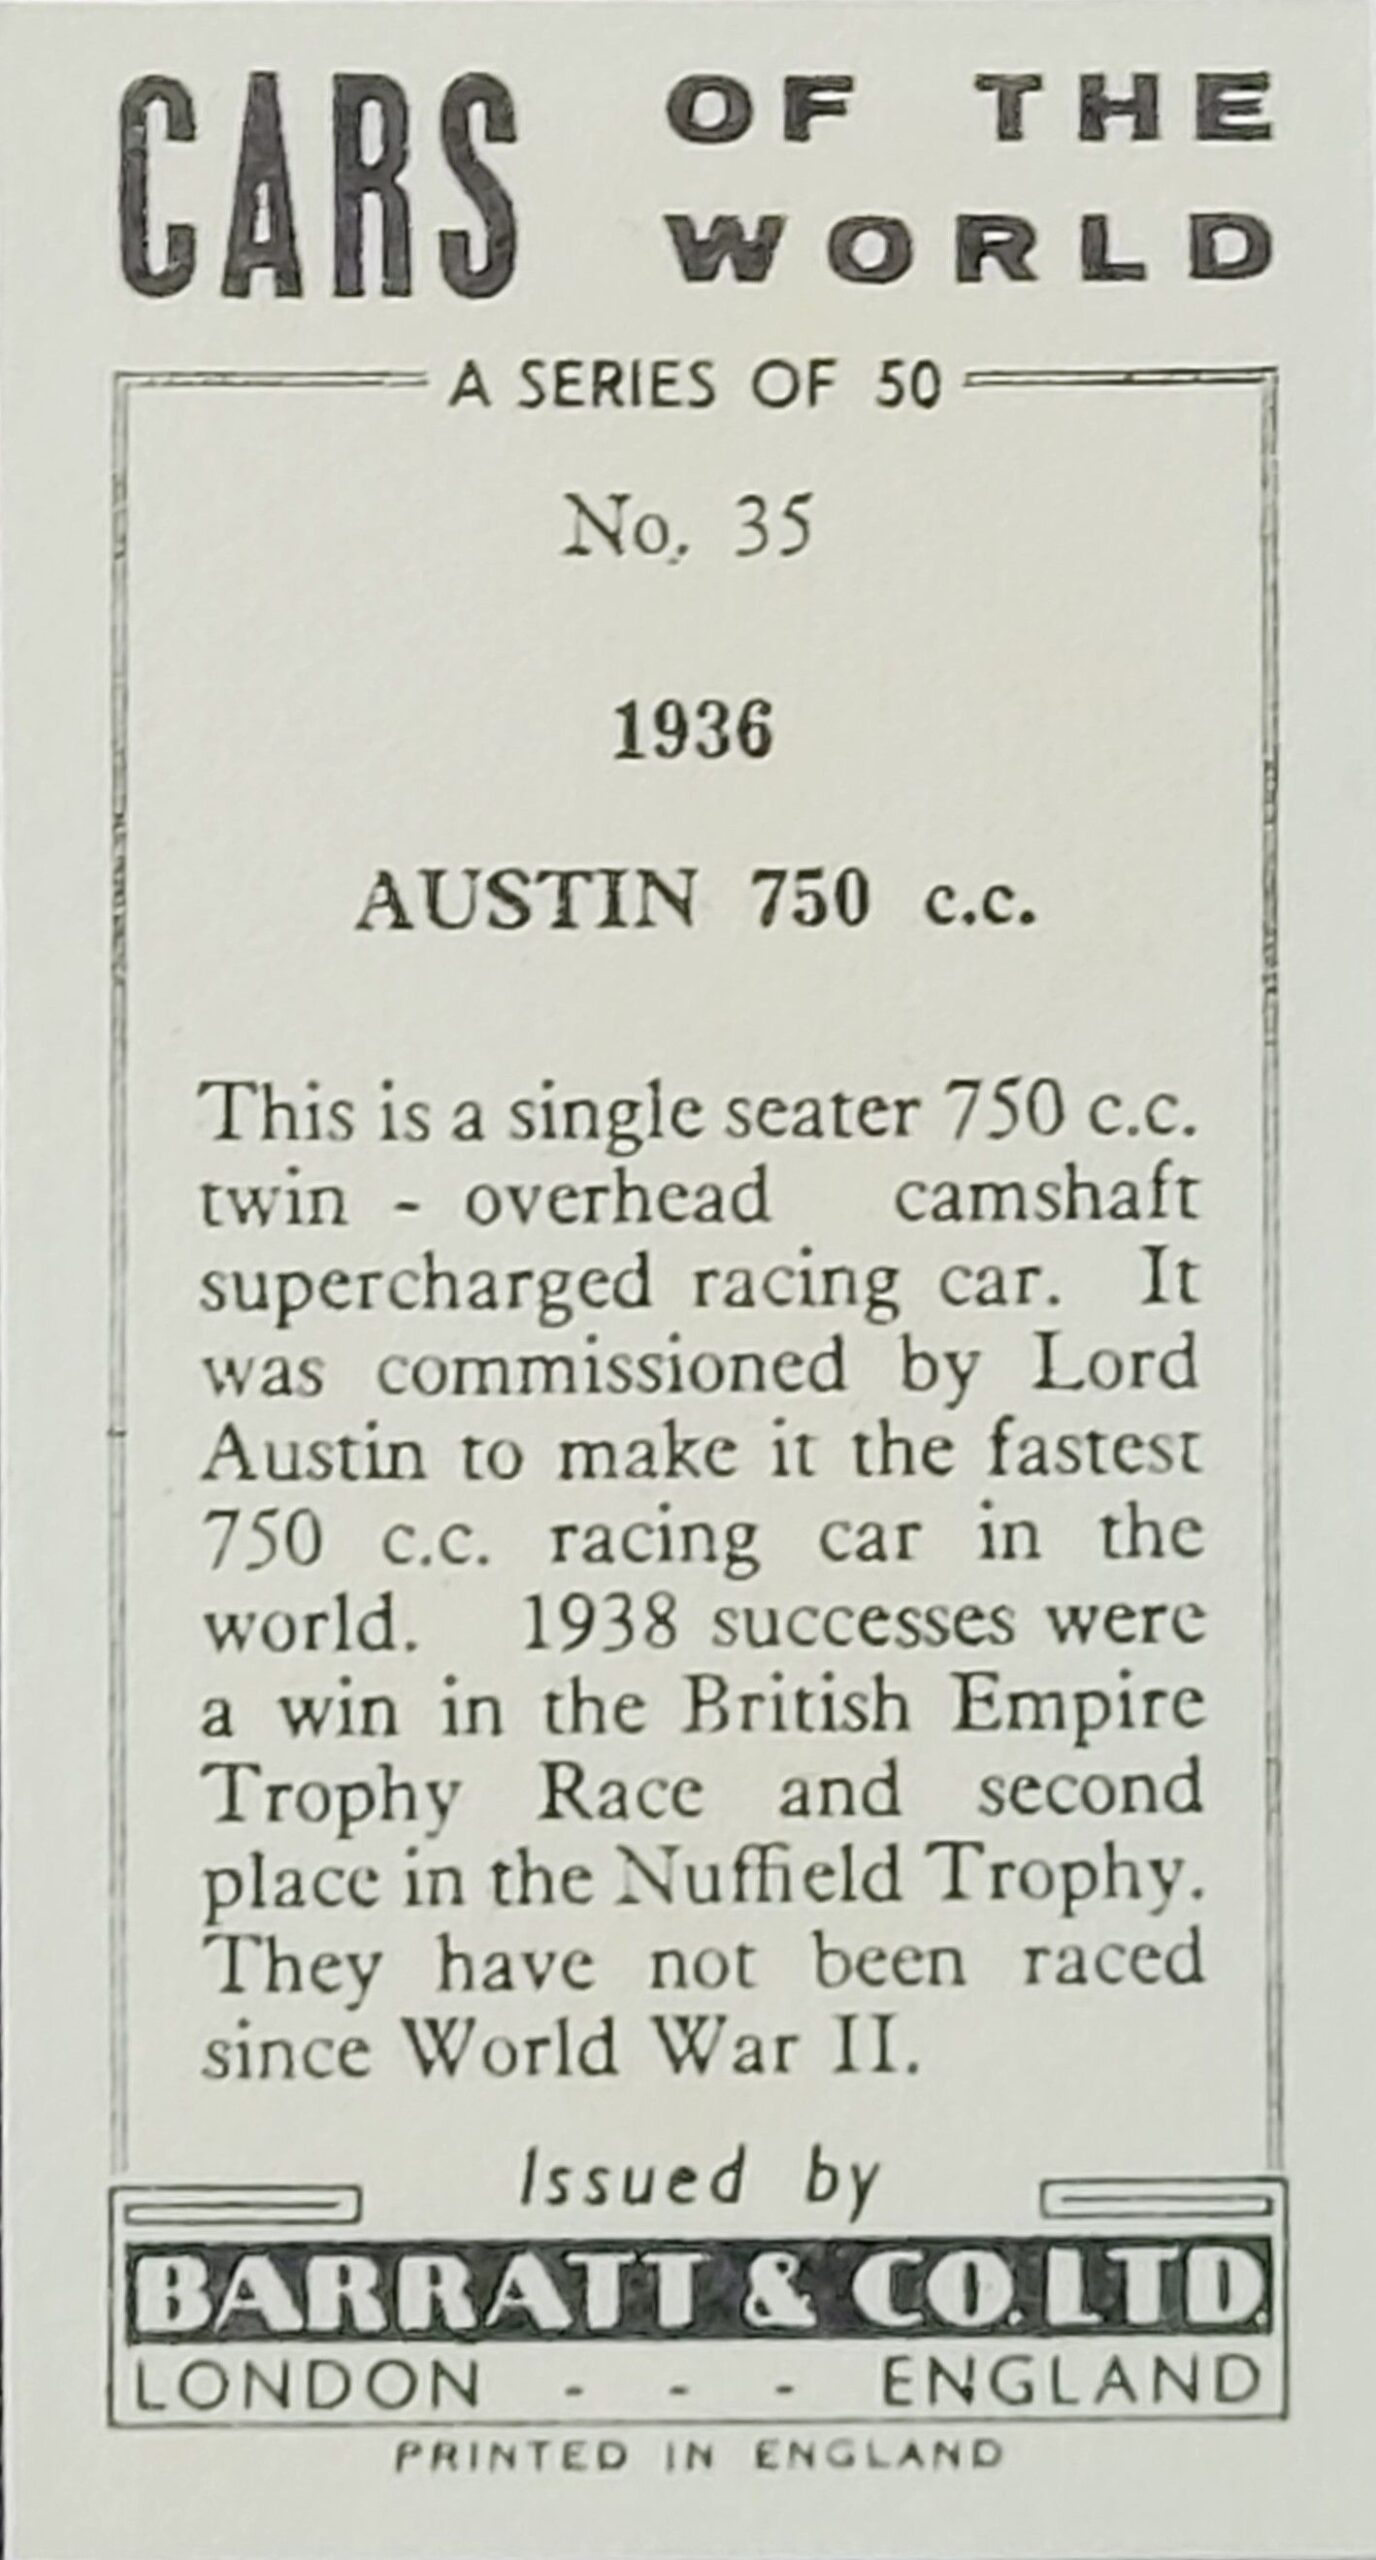 CARS OF THE
WORLD
A SERIES OF 50
No. 35
1936
AUSTIN 750 c.c.
This is a single seater 750 c.c.
twin - overhead camshaft
supercharged racing car. It
was commissioned by Lord
Austin to make it the fastest
750 c.c. racing car in the
world. 1938 successes were
a win in the British Empire
Trophy Race and second
place in the Nuffield Trophy.
They have not been raced
since World War II.
Issued by
BARRATT & CO. LTD.
LONDON - - - ENGLAND
PRINTED IN ENGLAND